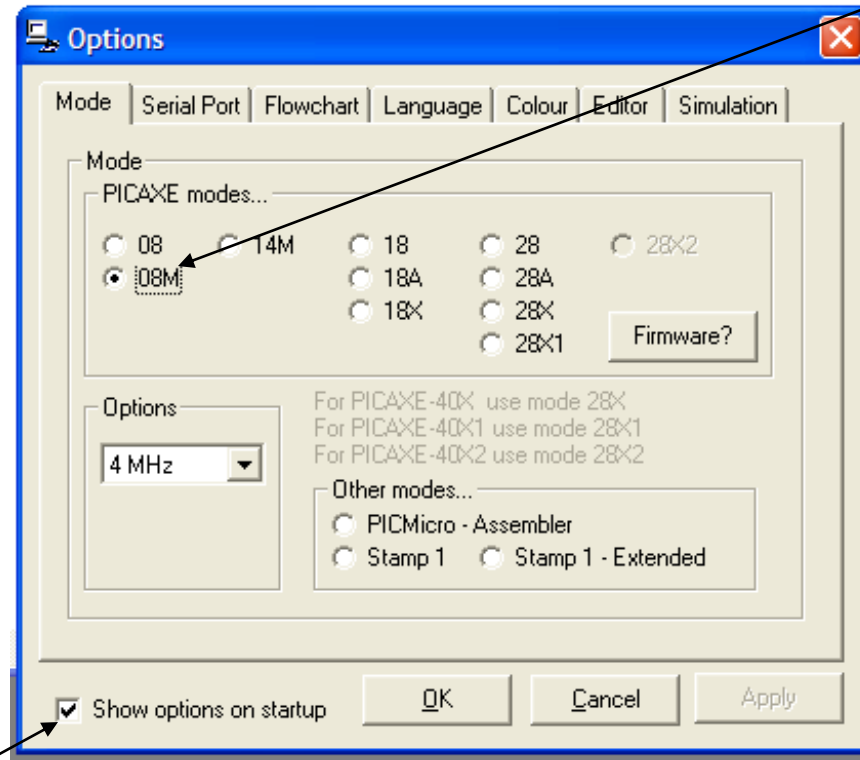 Options
Mode Serial Port Flowchart Language Colour Editor Simulation
Mode
PICAXE modes...
08 14M 18 28 28X2
08M 18A 28A
18X 28X
28X1 Firmware?
Options
4 MHz
For PICAXE-40X use mode 28X
For PICAXE-40X1 use mode 28X1
For PICAXE-40X2 use mode 28X2
Other modes...
PICMicro - Assembler
Stamp 1 Stamp 1 - Extended
Show options on startup OK Cancel Apply